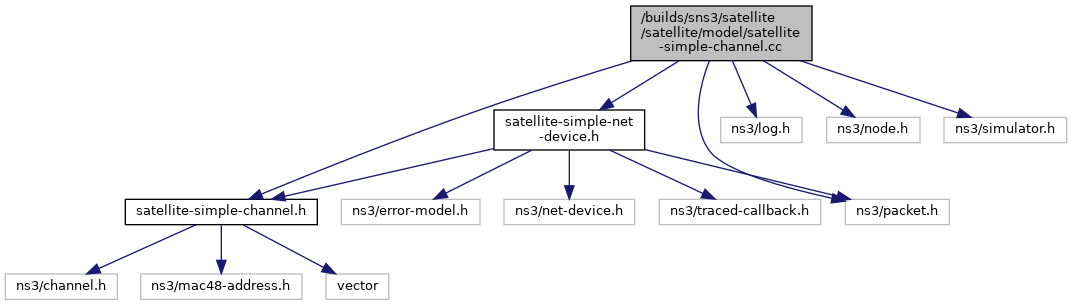 /builds/sns3/satellite
/satellite/model/satellite
-simple-channel.cc
satellite-simple-net
-device.h
ns3/log.h
ns3/node.h
ns3/simulator.h
satellite-simple-channel.h
ns3/error-model.h
ns3/net-device.h
ns3/traced-callback.h
ns3/packet.h
ns3/channel.h
ns3/mac48-address.h
vector